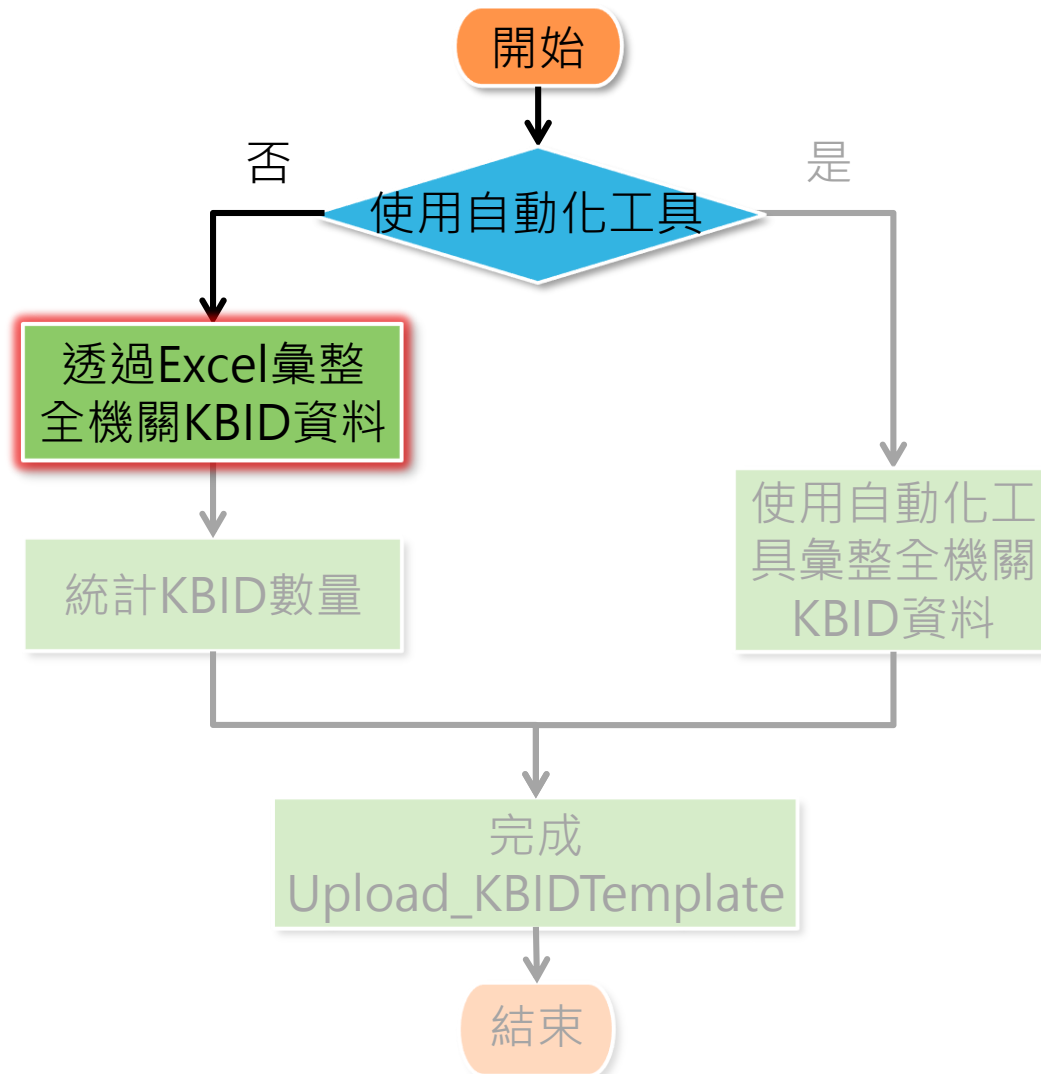 開始
否
是
使用自動化工具
透過Excel彙整
全機關KBID資料
統計KBID數量
使用自動化工
具彙整全機關
KBID資料
完成
Upload_KBIDTemplate
結束